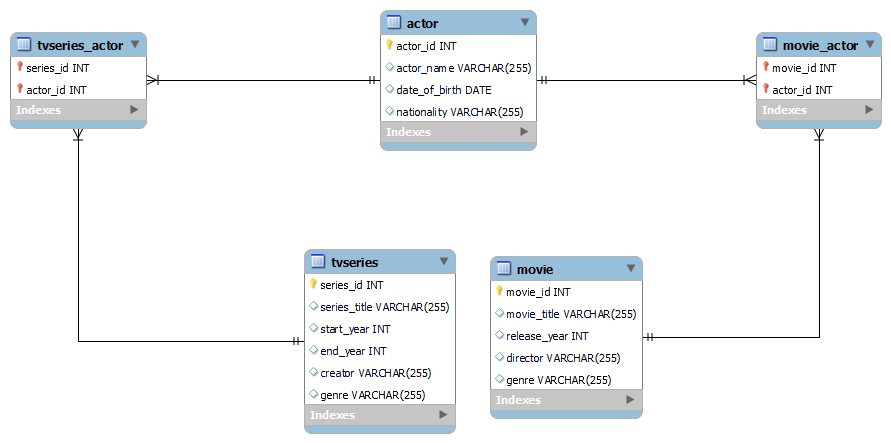 tvseries_actor
series_id INT
actor_id INT
Indexes
actor
actor_id INT
actor_name VARCHAR(255)
date_of_birth DATE
nationality VARCHAR(255)
Indexes
movie_actor
movie_id INT
actor_id INT
Indexes
tvseries
series_id INT
series_title VARCHAR(255)
start_year INT
end_year INT
creator VARCHAR(255)
genre VARCHAR(255)
Indexes
movie
movie_id INT
movie_title VARCHAR(255)
release_year INT
director VARCHAR(255)
genre VARCHAR(255)
Indexes